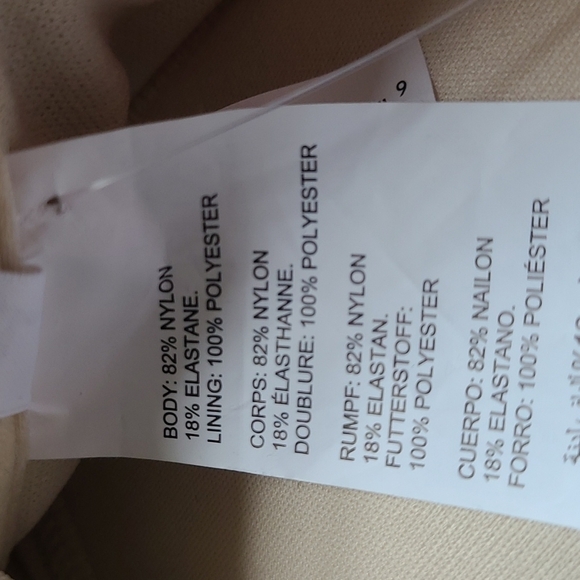 BODY: 82% NYLON
18% ELASTANE.
LINING: 100% POLYESTER
CORPS: 82% NYLON
18% ÉLASTHANNE.
DOUBLURE: 100% POLYESTER
RUMPF: 82% NYLON
18% ELASTAN.
FUTTERSTOFF:
100% POLYESTER
CUERPO: 82% NAILON
18% ELASTANO.
FORRO: 100% POLIÉSTER
9